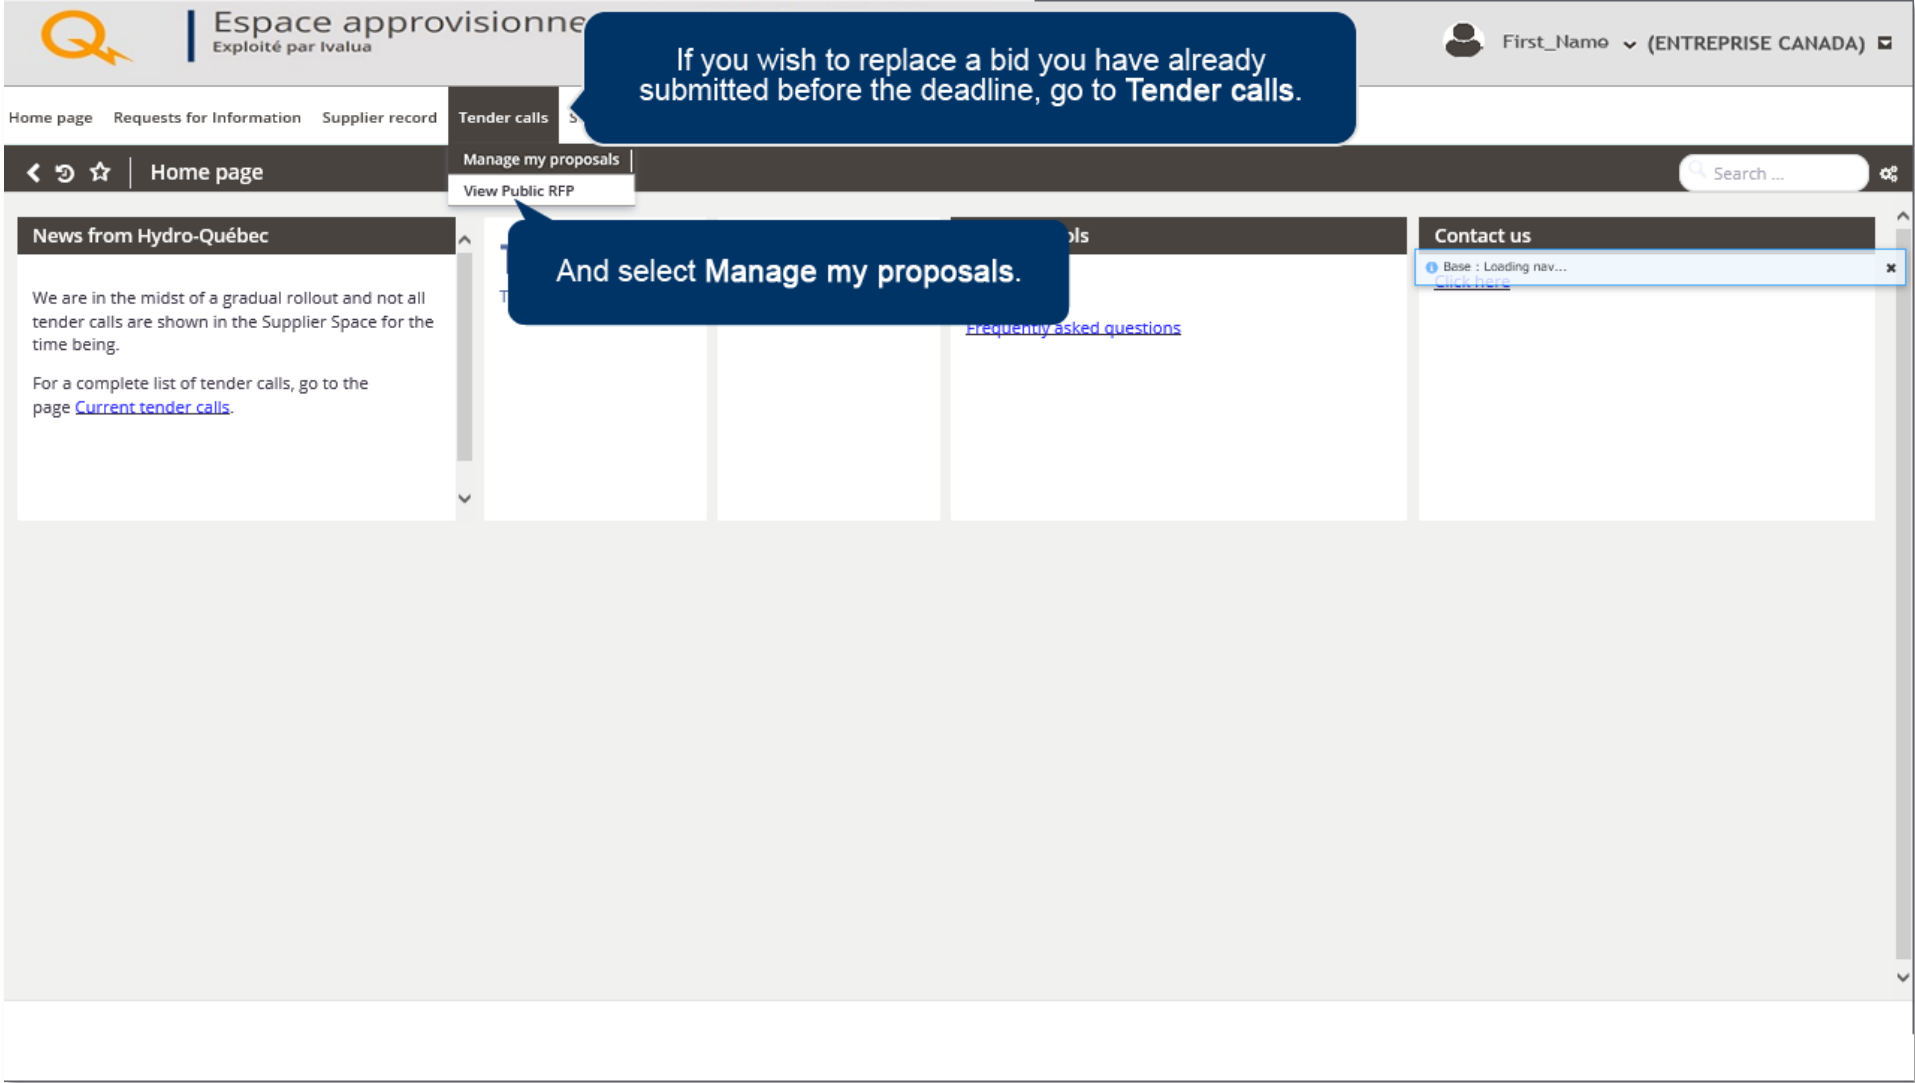 Espace approvisionne
Exploité par Ivalua
If you wish to replace a bid you have already
submitted before the deadline, go to Tender calls.
First_Name (ENTREPRISE CANADA)
Home page Requests for Information Supplier record Tender calls
Home page
Manage my proposals
View Public RFP
Search ...
News from Hydro-Québec
We are in the midst of a gradual rollout and not all
tender calls are shown in the Supplier Space for the
time being.
For a complete list of tender calls, go to the
page Current tender calls.
And select Manage my proposals.
Frequently asked questions
Contact us
Base : Loading nav...
Click here